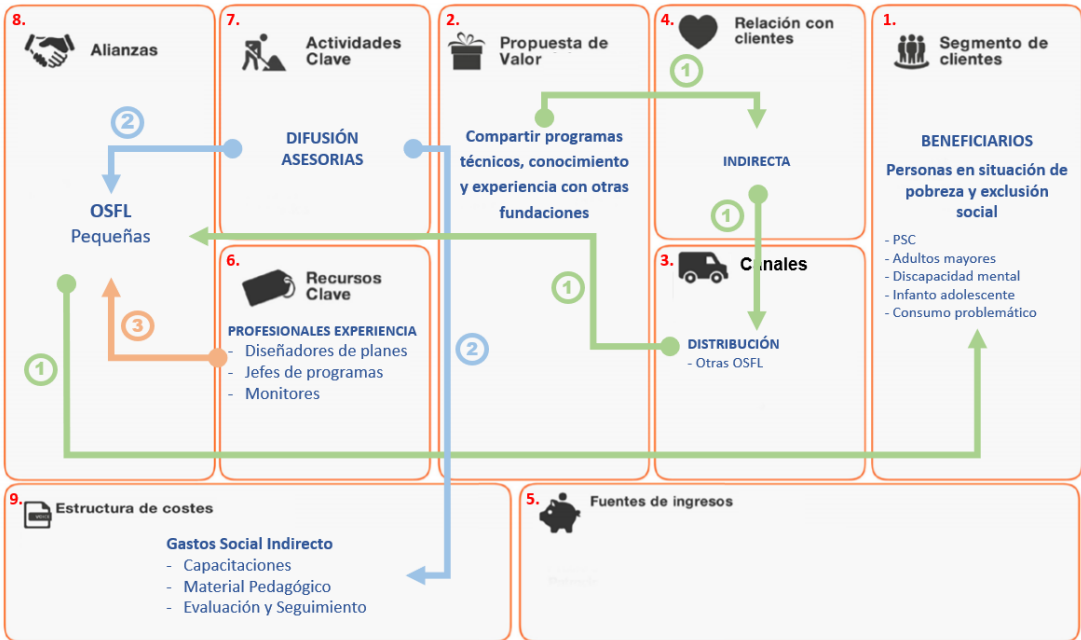 8.
Alianzas
2
OSFL
Pequeñas
3
1
7.
Actividades
Clave
DIFUSIÓN
ASESORIAS
6.
Recursos
Clave
PROFESIONALES EXPERIENCIA
- Diseñadores de planes
- Jefes de programas
- Monitores
2.
Propuesta de
Valor
Compartir programas
técnicos, conocimiento
y experiencia con otras
fundaciones
1
2
4.
Relación con
clientes
1
INDIRECTA
1
3.
Canales
DISTRIBUCIÓN
- Otras OSFL
1.
Segmento de
clientes
BENEFICIARIOS
Personas en situación de
pobreza y exclusión
social
- PSC
- Adultos mayores
- Discapacidad mental
- Infanto adolescente
- Consumo problemático
9.
Estructura de costes
Gastos Social Indirecto
- Capacitaciones
- Material Pedagógico
- Evaluación y Seguimiento
5.
Fuentes de ingresos